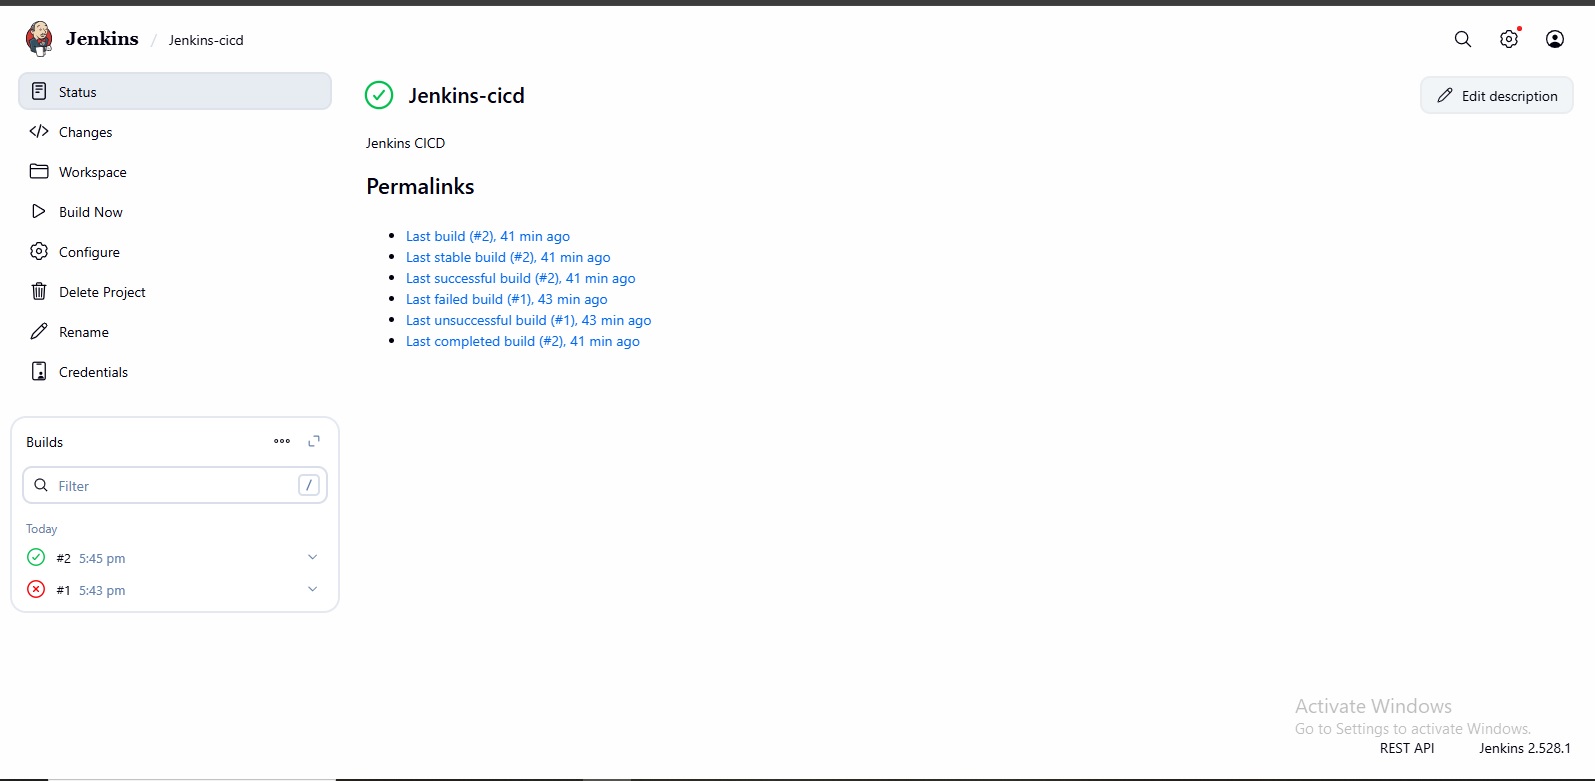 Jenkins / Jenkins-cicd
Status
Changes
Workspace
Build Now
Configure
Delete Project
Rename
Credentials
Builds
Filter /
Today
#2 5:45 pm
#1 5:43 pm
Jenkins-cicd
Edit description
Jenkins CICD
Permalinks
Last build (#2), 41 min ago
Last stable build (#2), 41 min ago
Last successful build (#2), 41 min ago
Last failed build (#1), 43 min ago
Last unsuccessful build (#1), 43 min ago
Last completed build (#2), 41 min ago
Activate Windows
Go to Settings to activate Windows.
REST API Jenkins 2.528.1